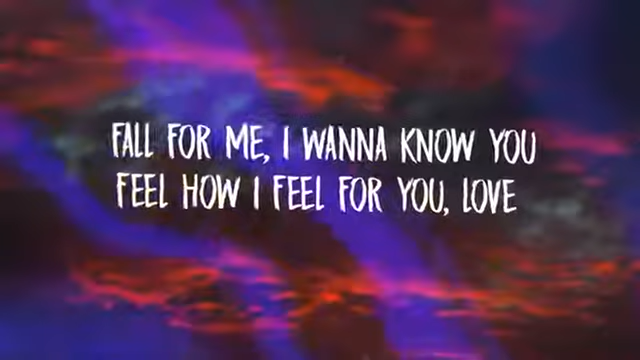 FALL FOR ME, I WANNA KNOW YOU
FEEL HOW I FEEL FOR YOU, LOVE